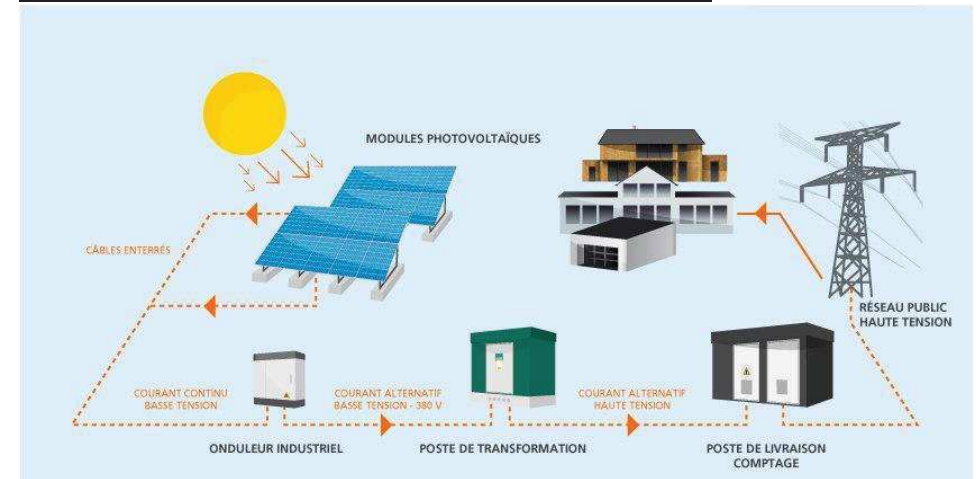 MODULES PHOTOVOLTAÏQUES
CÂBLES ENTERRÉS
RÉSEAU PUBLIC
HAUTE TENSION
COURANT CONTINU
BASSE TENSION
COURANT ALTERNATIF
BASSE TENSION - 380 V
COURANT ALTERNATIF
HAUTE TENSION
ONDULEUR INDUSTRIEL
POSTE DE TRANSFORMATION
POSTE DE LIVRAISON
COMPTAGE